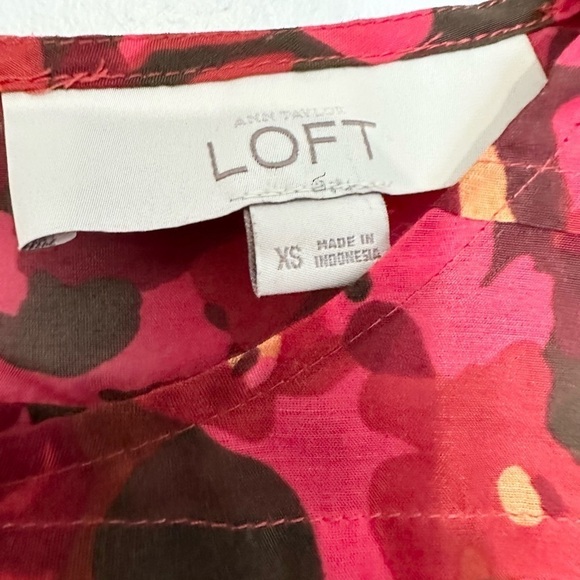 ANN TAYLOR
LOFT
XS
MADE IN
INDONESIA